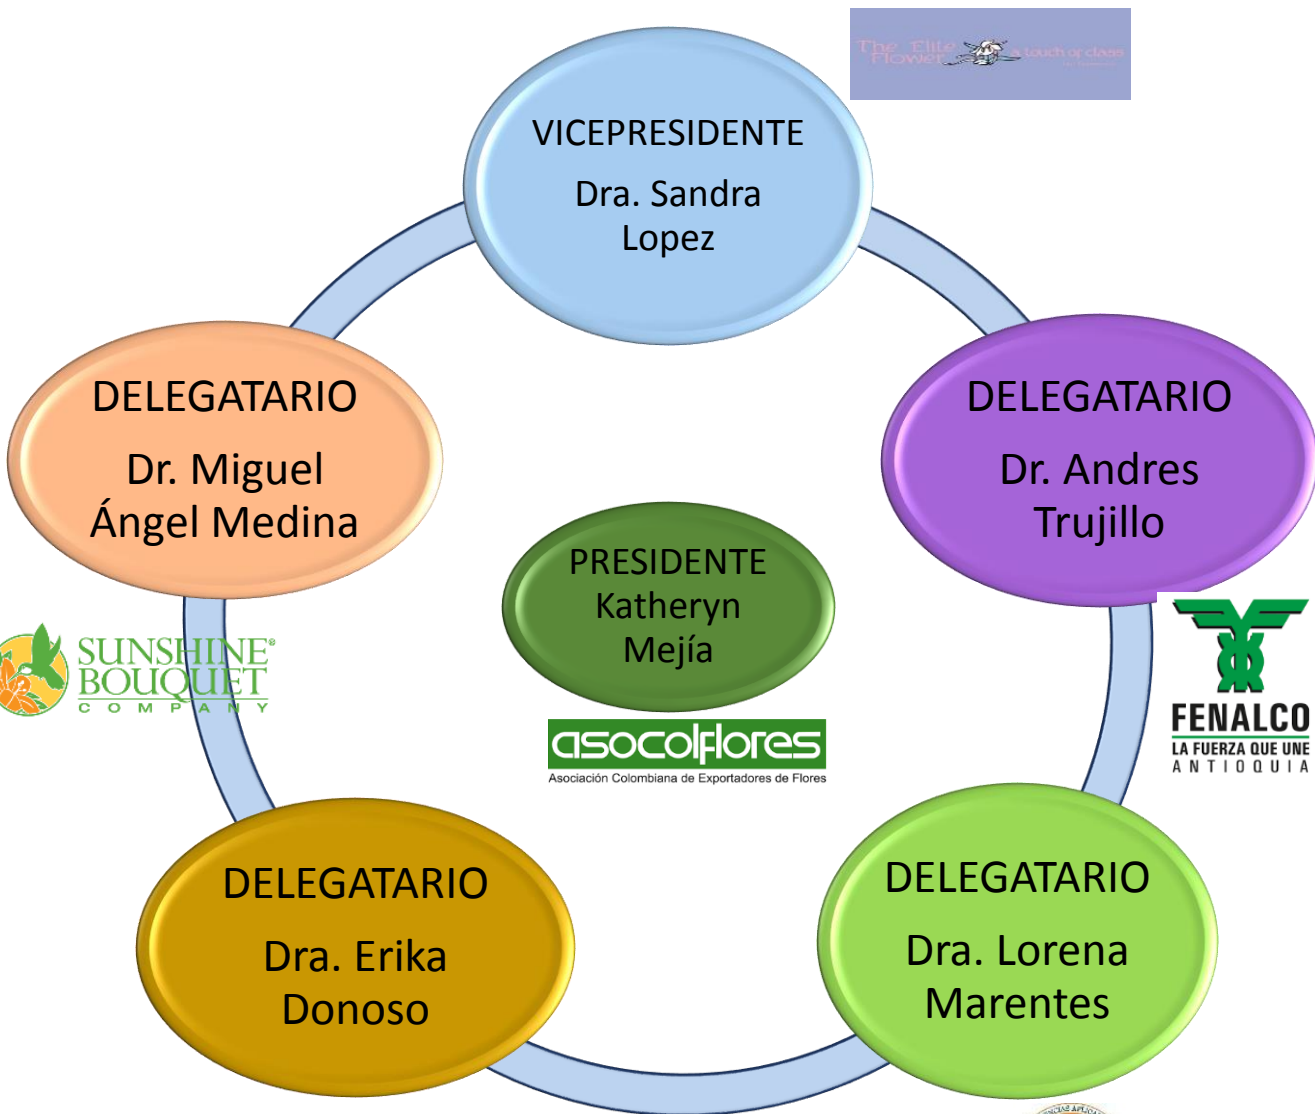 The Elite
Flower
a touch of class
VICEPRESIDENTE
Dra. Sandra
Lopez
DELEGATARIO
Dr. Miguel
Ángel Medina
DELEGATARIO
Dr. Andres
Trujillo
PRESIDENTE
Katheryn
Mejía
SUNSHINE®
BOUQUET
COMPANY
asocolflores
Asociación Colombiana de Exportadores de Flores
FENALCO
LA FUERZA QUE UNE
ANTIOQUIA
DELEGATARIO
Dra. Erika
Donoso
DELEGATARIO
Dra. Lorena
Marentes